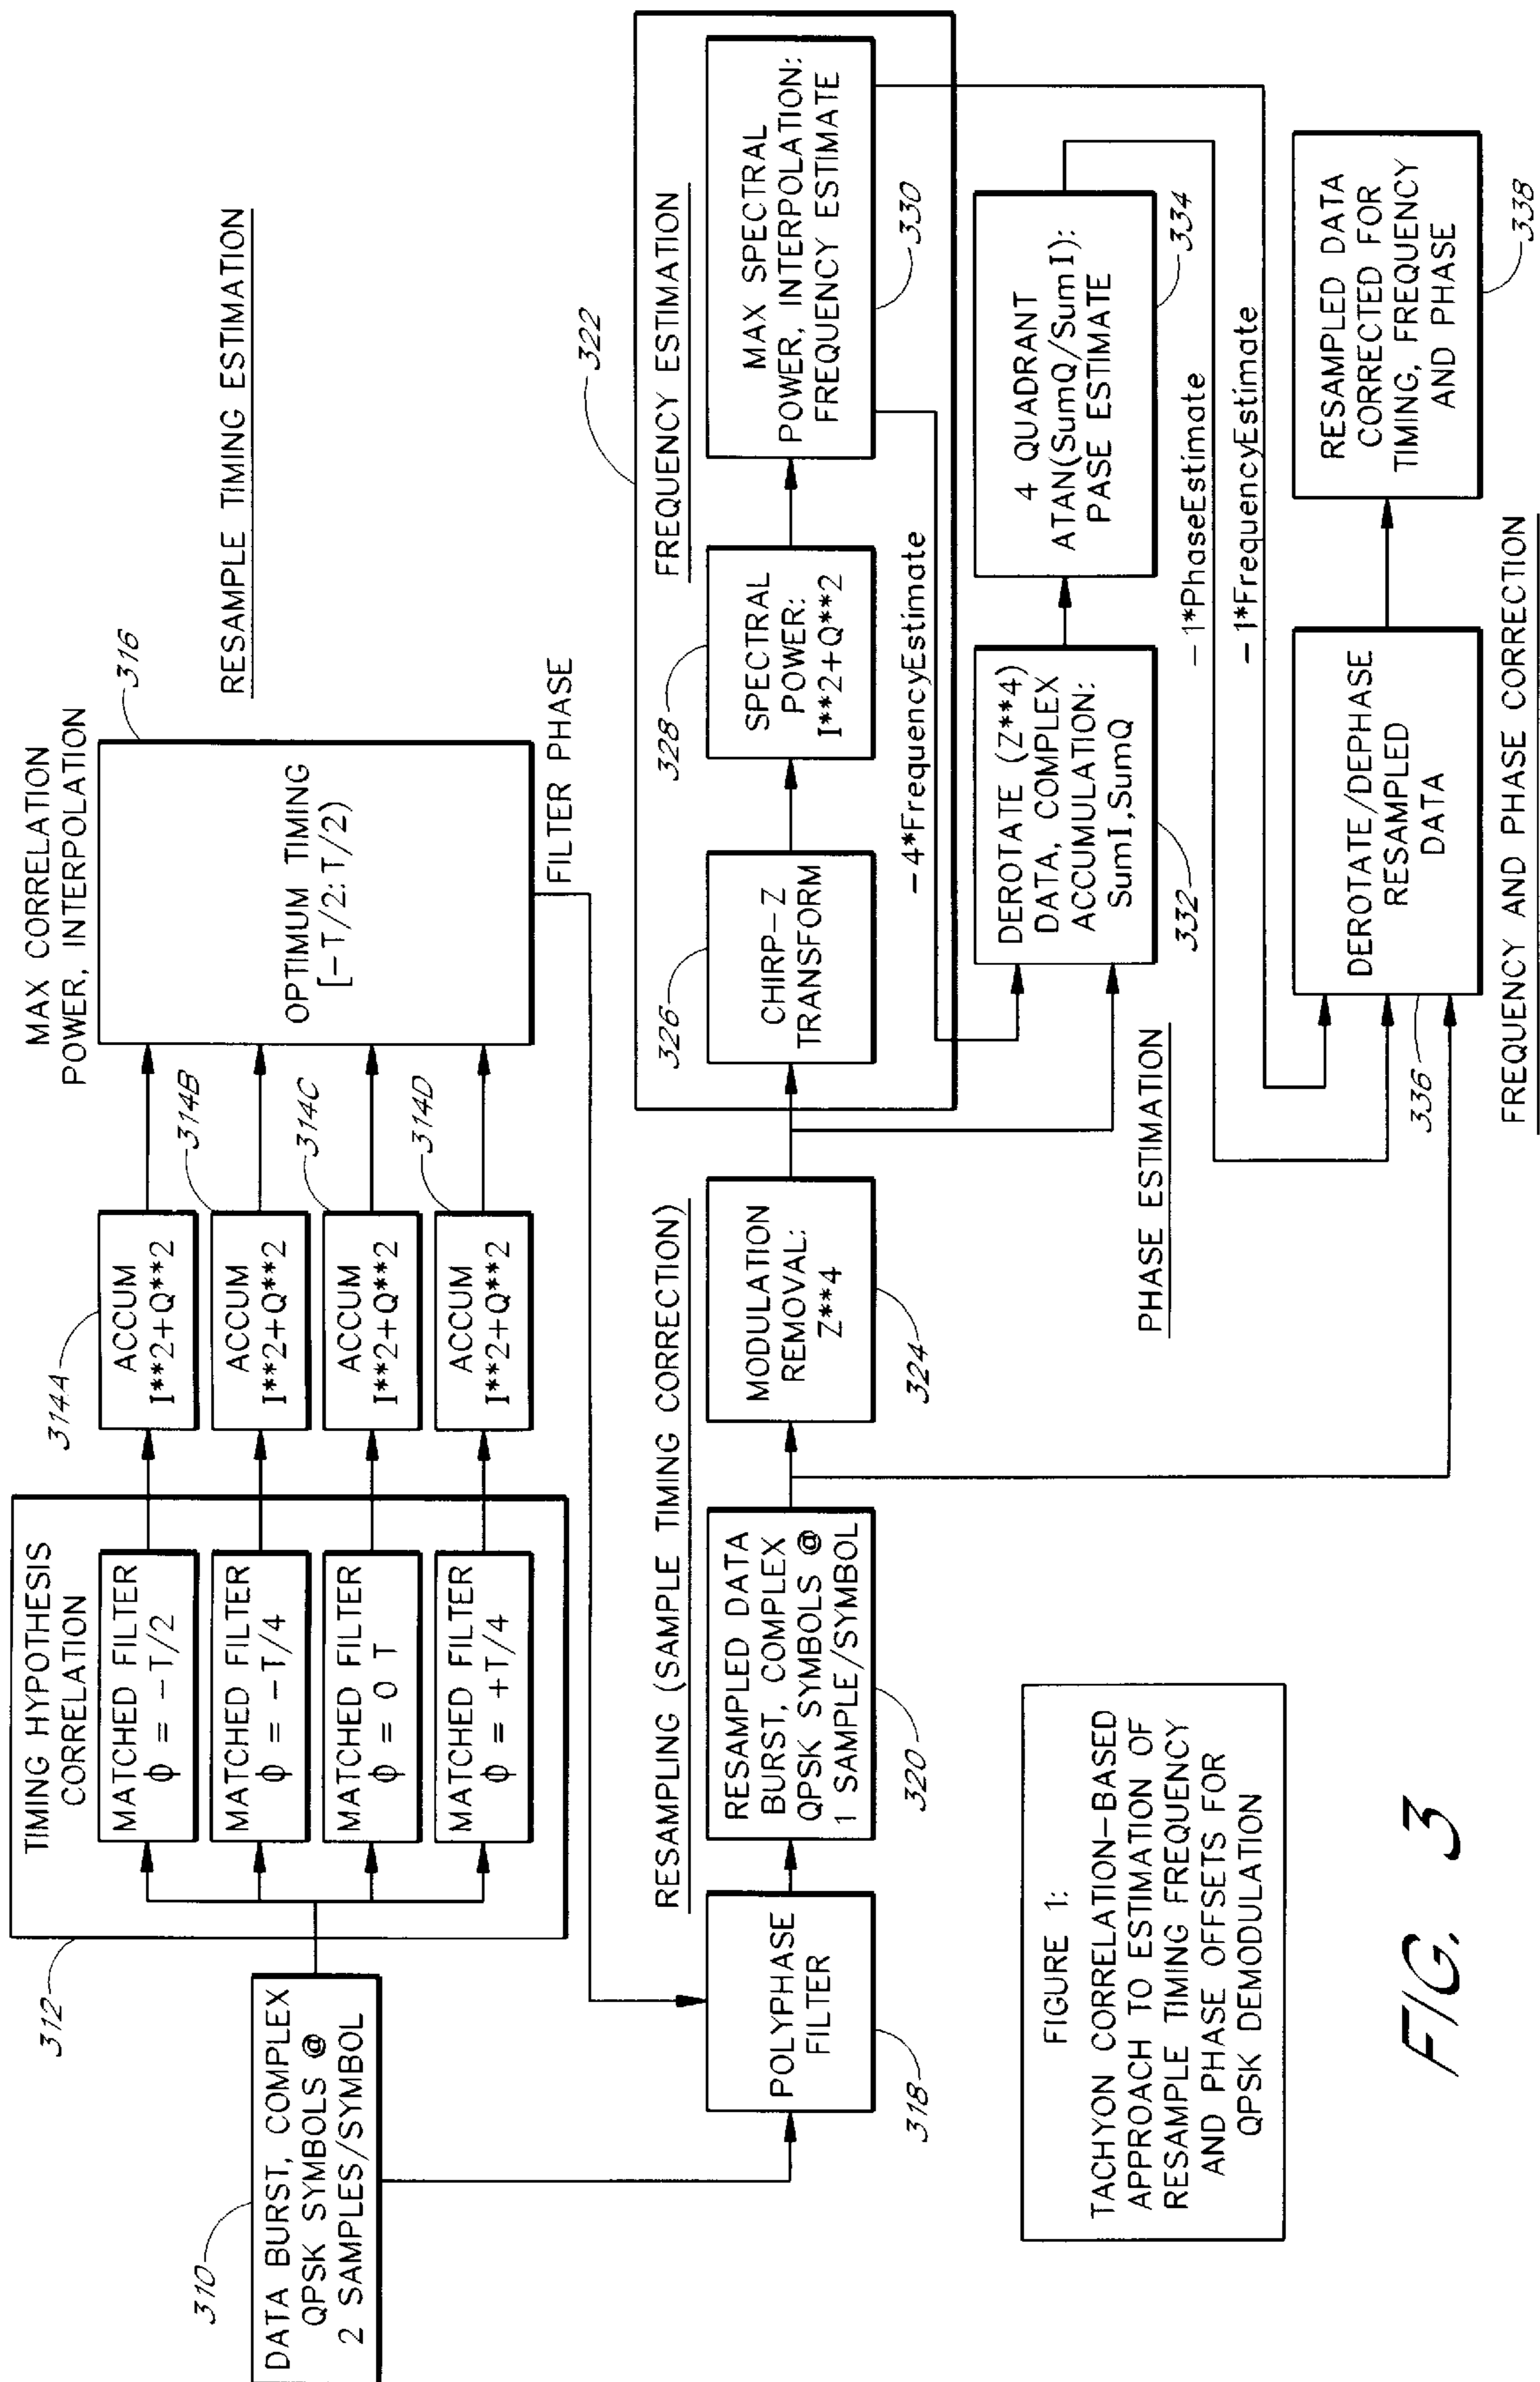 310
DATA BURST, COMPLEX
QPSK SYMBOLS @
2 SAMPLES/SYMBOL
312
TIMING HYPOTHESIS
CORRELATION
MATCHED FILTER
ϕ = -T/2
MATCHED FILTER
ϕ = -T/4
MATCHED FILTER
ϕ = 0 T
MATCHED FILTER
ϕ = +T/4
314A
ACCUM
I**2+Q**2
314B
ACCUM
I**2+Q**2
314C
ACCUM
I**2+Q**2
314D
ACCUM
I**2+Q**2
MAX CORRELATION
POWER, INTERPOLATION
316
OPTIMUM TIMING
[-T/2:T/2)
FILTER PHASE
RESAMPLE TIMING ESTIMATION
RESAMPLING (SAMPLE TIMING CORRECTION)
POLYPHASE
FILTER
318
RESAMPLED DATA
BURST, COMPLEX
QPSK SYMBOLS @
1 SAMPLE/SYMBOL
320
MODULATION
REMOVAL:
Z**4
324
322
FREQUENCY ESTIMATION
326
CHIRP-Z
TRANSFORM
328
SPECTRAL
POWER:
I**2+Q**2
MAX SPECTRAL
POWER, INTERPOLATION:
FREQUENCY ESTIMATE
330
-4*FrequencyEstimate
PHASE ESTIMATION
DEROTATE (Z**4)
DATA, COMPLEX
ACCUMULATION:
SumI,SumQ
332
4 QUADRANT
ATAN(SumQ/SumI):
PASE ESTIMATE
334
-1*PhaseEstimate
-1*FrequencyEstimate
DEROTATE/DEPHASE
RESAMPLED
DATA
336
RESAMPLED DATA
CORRECTED FOR
TIMING, FREQUENCY
AND PHASE
338
FREQUENCY AND PHASE CORRECTION
FIGURE 1:
TACHYON CORRELATION-BASED
APPROACH TO ESTIMATION OF
RESAMPLE TIMING FREQUENCY
AND PHASE OFFSETS FOR
QPSK DEMODULATION
FIG. 3